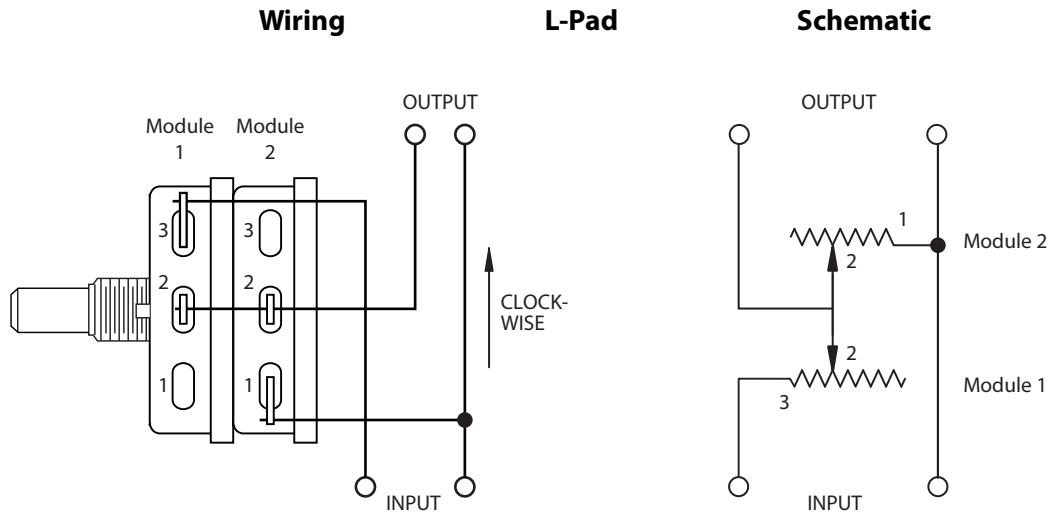 Wiring
L-Pad
Schematic
OUTPUT
Module
1
Module
2
3
3
2
2
1
1
CLOCK-
WISE
INPUT
OUTPUT
1
Module 2
2
2
Module 1
3
INPUT